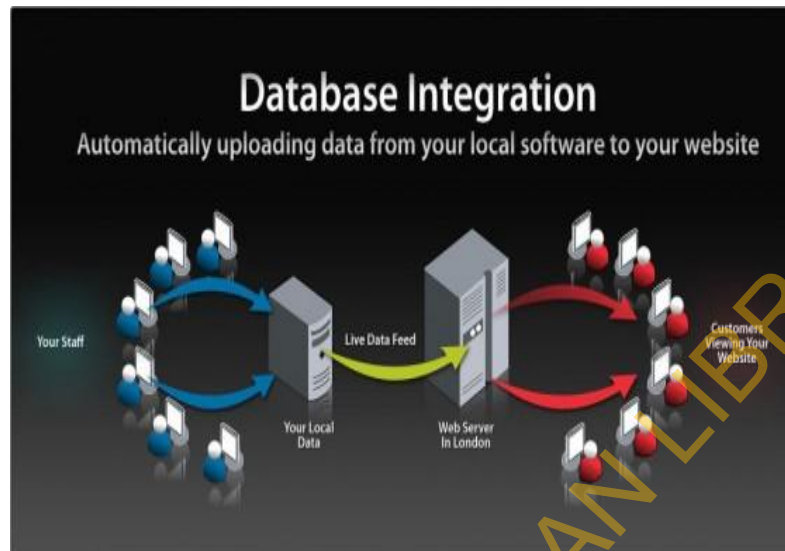 Database Integration
Automatically uploading data from your local software to your website
Your Staff
Live Data Feed
Customers
Viewing Your
Website
Your Local
Data
Web Server
In London